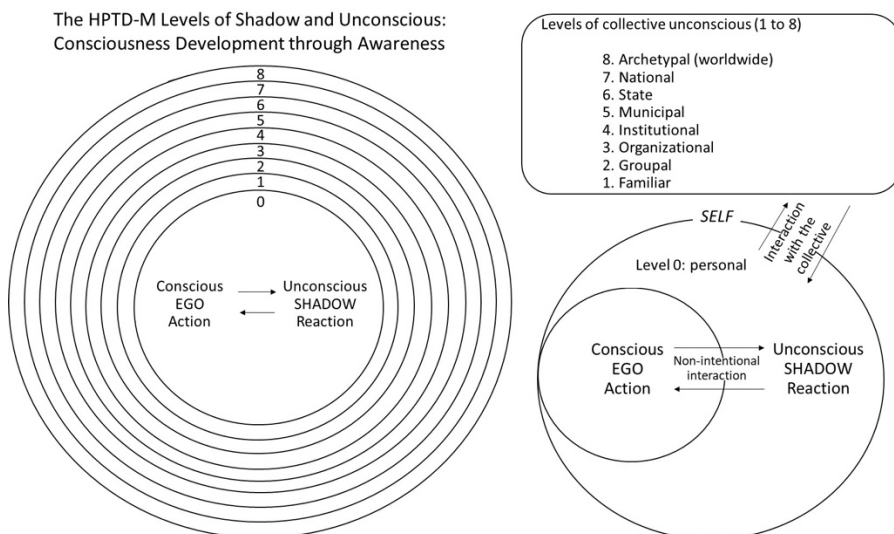 The HPTD-M Levels of Shadow and Unconscious:
Consciousness Development through Awareness
8
7
6
5
4
3
2
1
0
Conscious
EGO
Action
Unconscious
SHADOW
Reaction
Levels of collective unconscious (1 to 8)
8. Archetypal (worldwide)
7. National
6. State
5. Municipal
4. Institutional
3. Organizational
2. Groupal
1. Familiar
SELF
Interaction
with the
collective
Level 0: personal
Conscious
EGO
Action
Non-intentional
interaction
Unconscious
SHADOW
Reaction